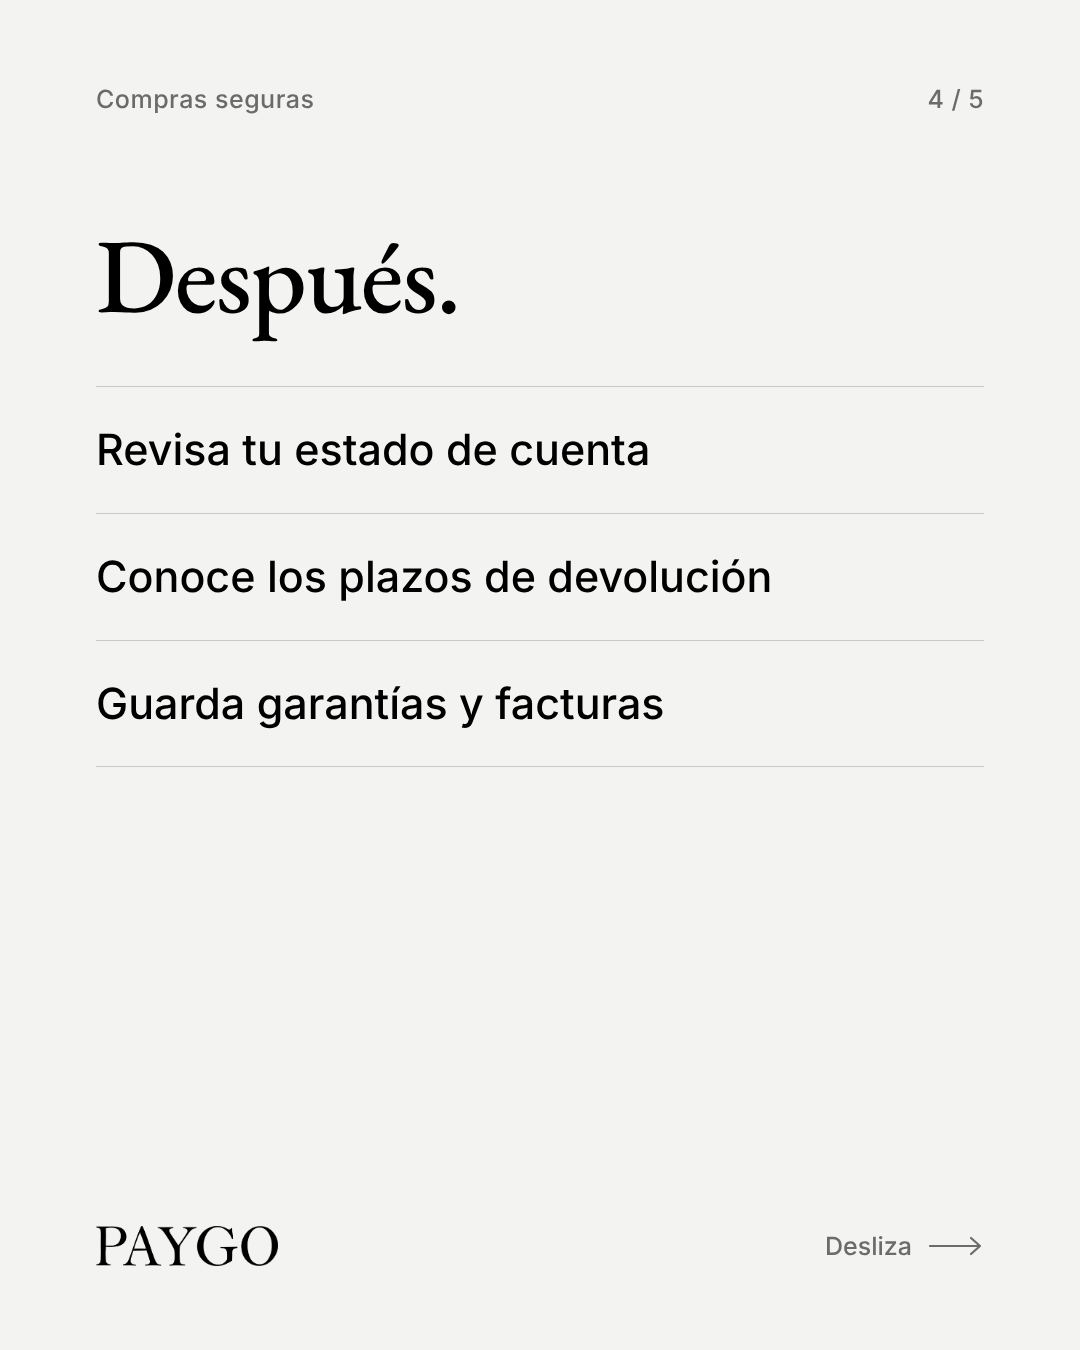 Compras seguras
4 / 5
Después.
Revisa tu estado de cuenta
Conoce los plazos de devolución
Guarda garantías y facturas
PAYGO
Desliza